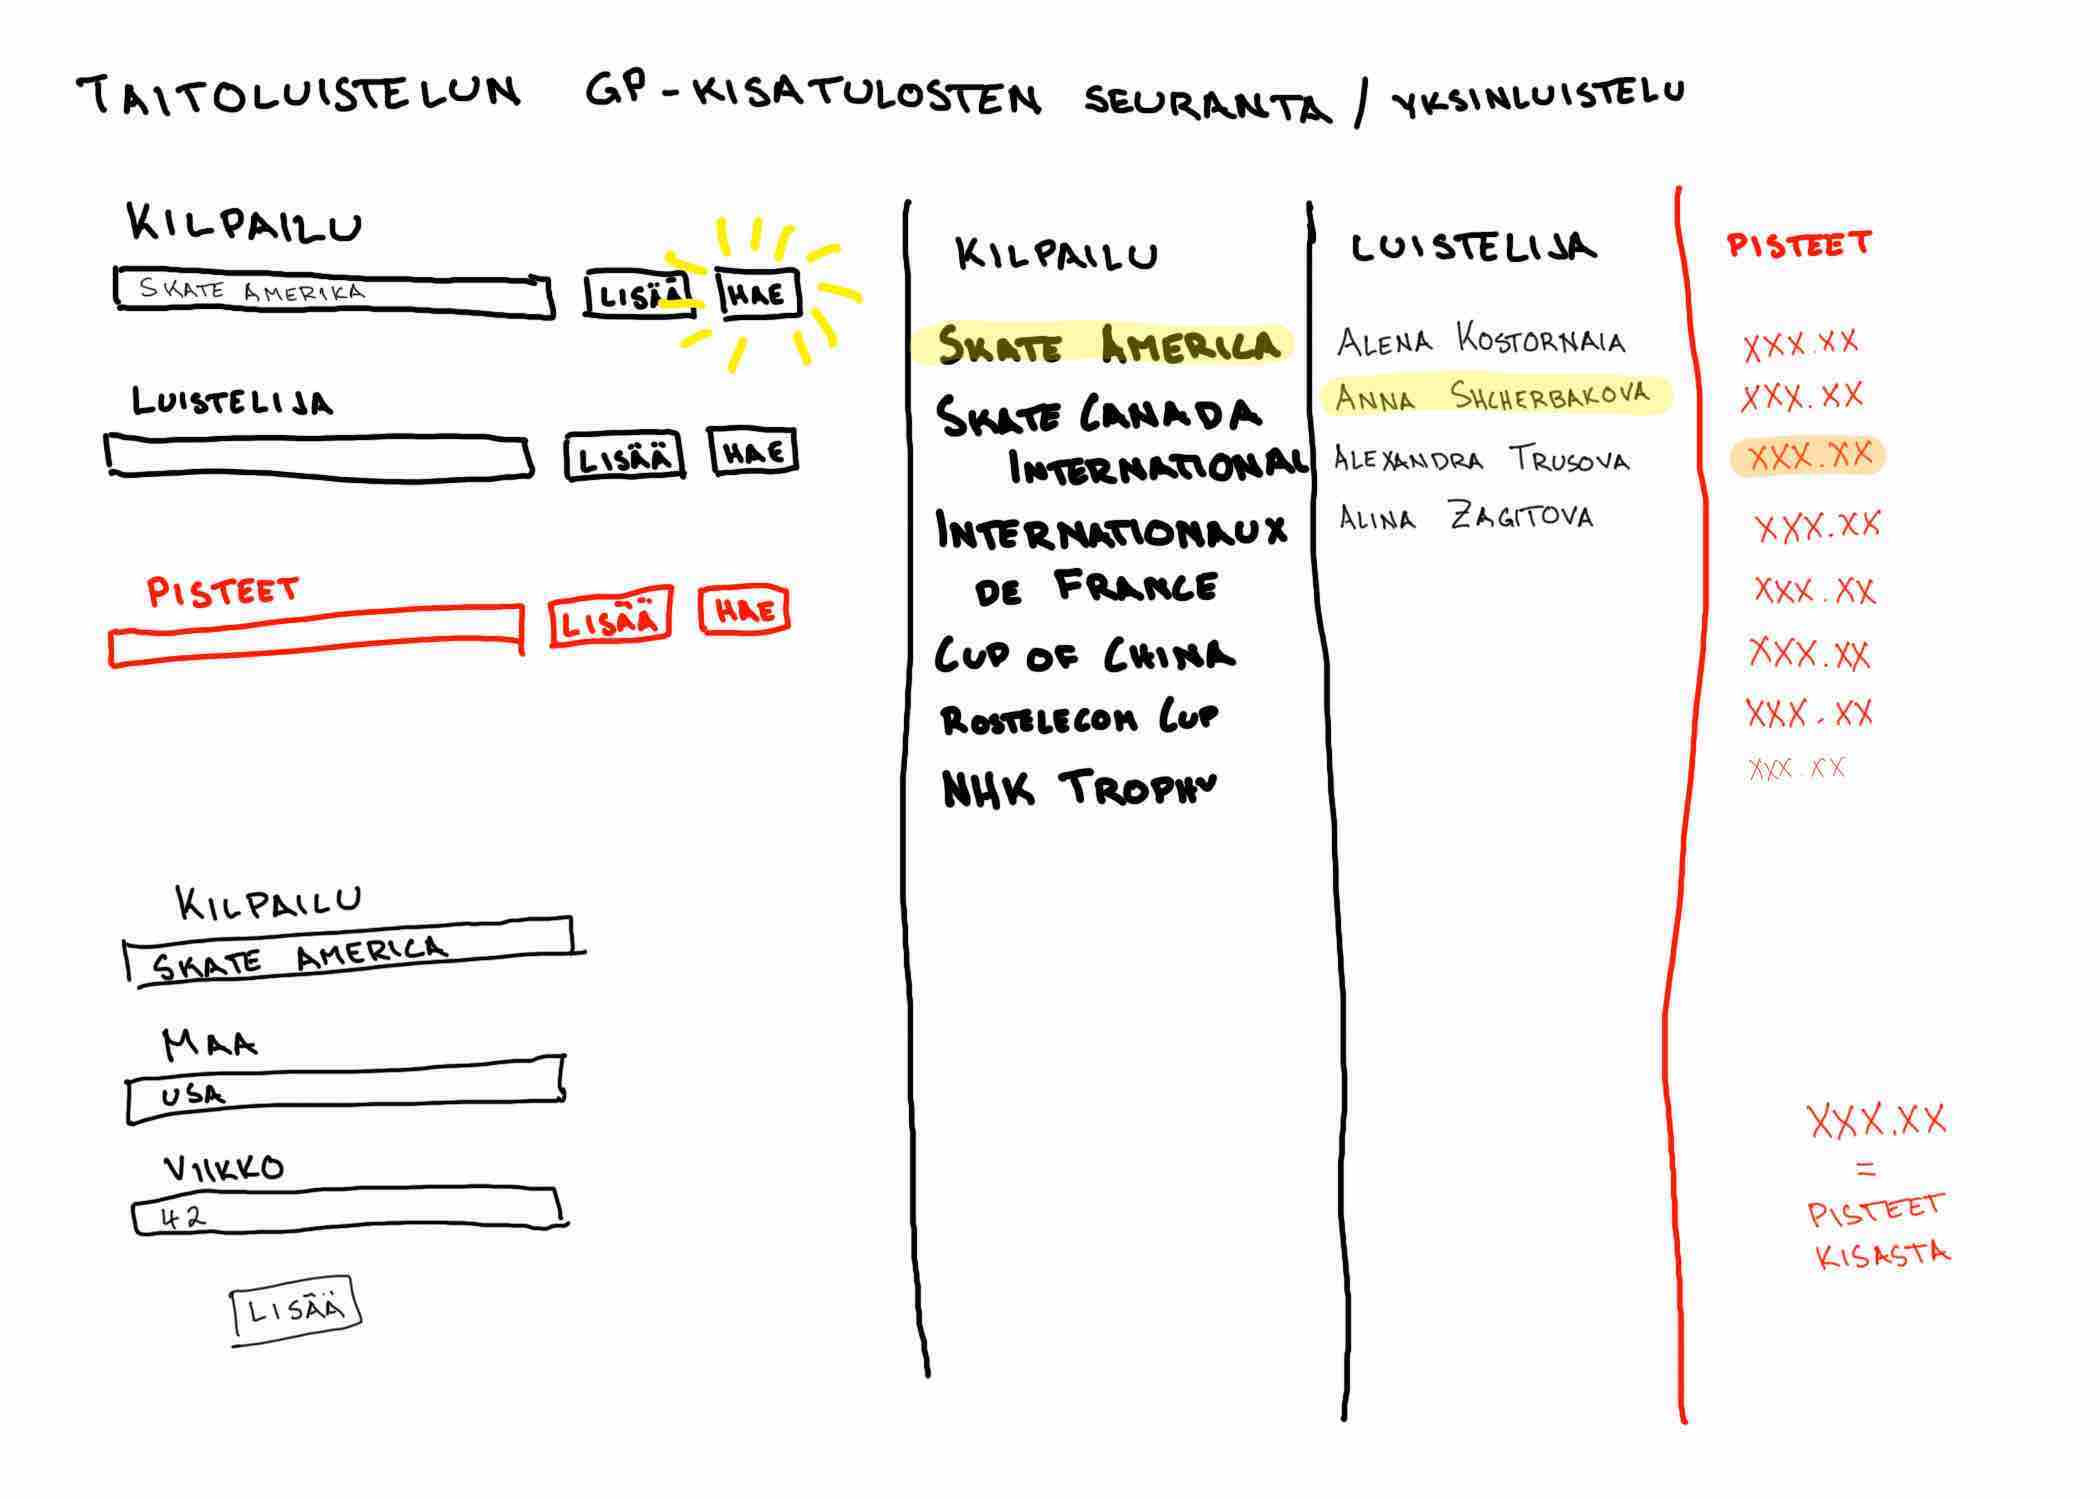 TAITOLUISTELUN GP-KISATULOSTEN SEURANTA / YKSINLUISTELU
KILPAILU
SKATE AMERIKA
LISÄÄ HAE
LUISTELIJA
LISÄÄ HAE
PISTEET
LISÄÄ HAE
KILPAILU
SKATE AMERICA
MAA
USA
VIIKKO
42
LISÄÄ
KILPAILU
SKATE AMERICA
SKATE CANADA
INTERNATIONAL
INTERNATIONAUX
DE FRANCE
CUP OF CHINA
ROSTELECOM CUP
NHK TROPHY
LUISTELIJA
ALENA KOSTORNAIA
ANNA SHCHERBAKOVA
ALEXANDRA TRUSOVA
ALINA ZAGITOVA
PISTEET
XXX.XX
XXX.XX
XXX.XX
XXX.XX
XXX.XX
XXX.XX
XXX.XX
XXX.XX
XXX.XX
=
PISTEET
KISASTA